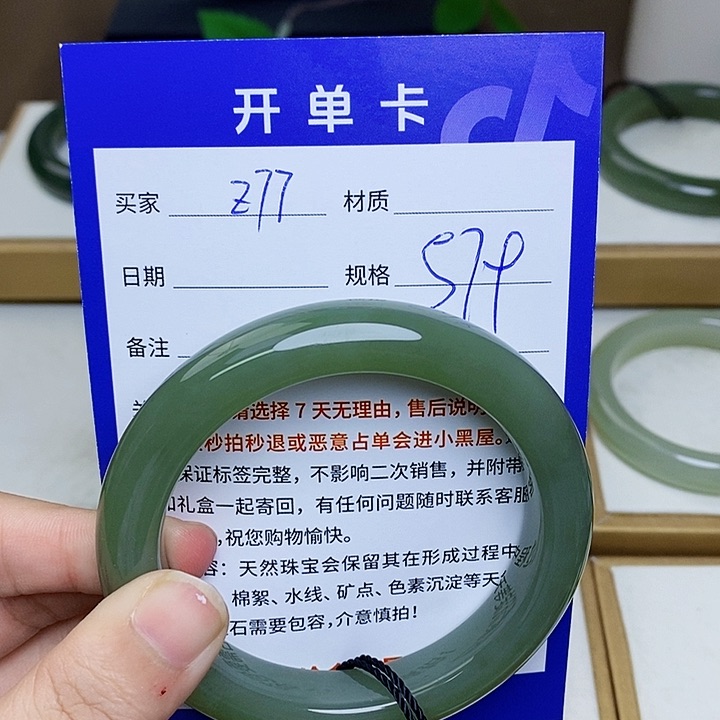 开单卡
买家 z77 材质
日期 规格 579
备注
请选择7天无理由，售后说明
秒拍秒退或恶意占单会进小黑屋。
保证标签完整，不影响二次销售，并附带
礼盒一起寄回，有任何问题随时联系客服
，祝您购物愉快。
容：天然珠宝会保留其在形成过程中
棉絮、水线、矿点、色素沉淀等天
石需要包容，介意慎拍！